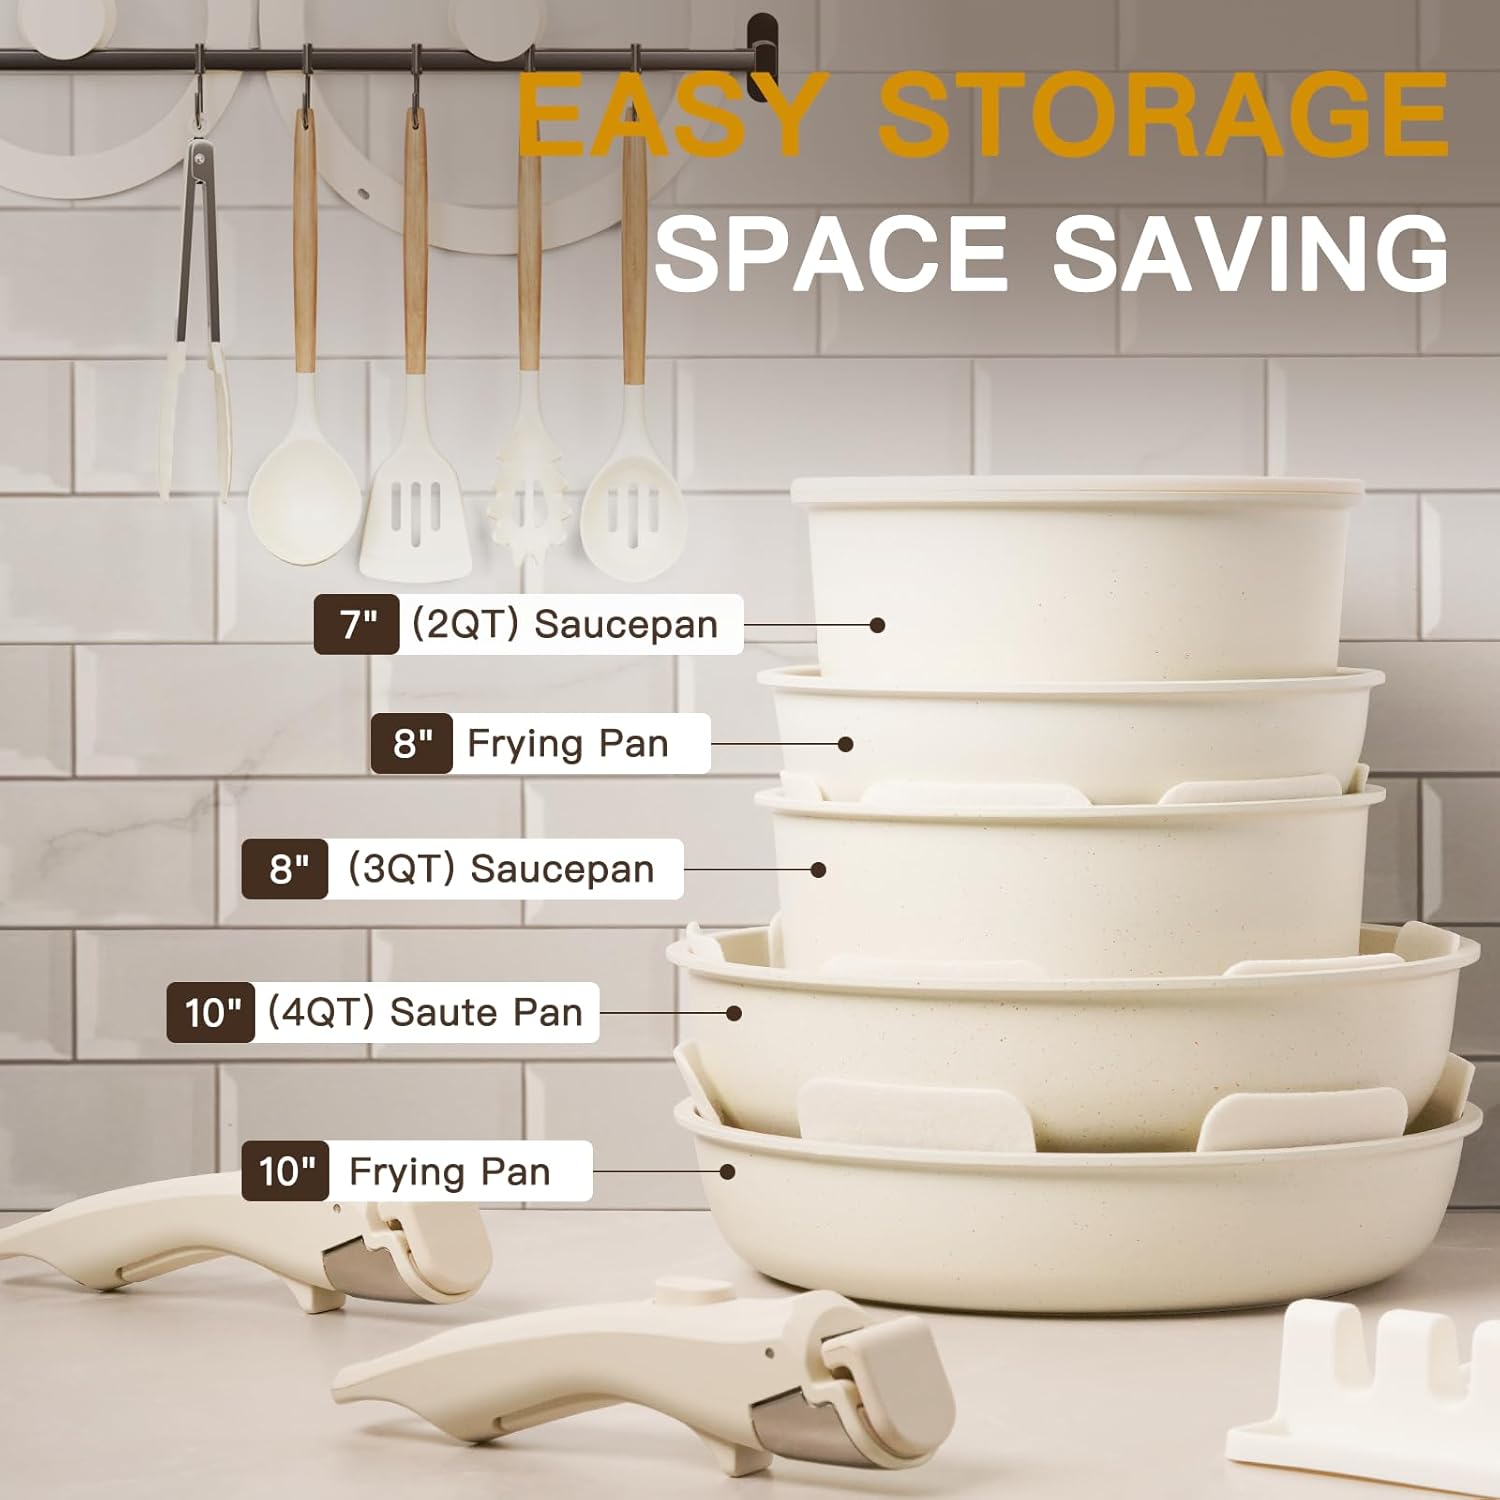 EASY STORAGE
SPACE SAVING
7" (2QT) Saucepan
8" Frying Pan
8" (3QT) Saucepan
10" (4QT) Saute Pan
10" Frying Pan